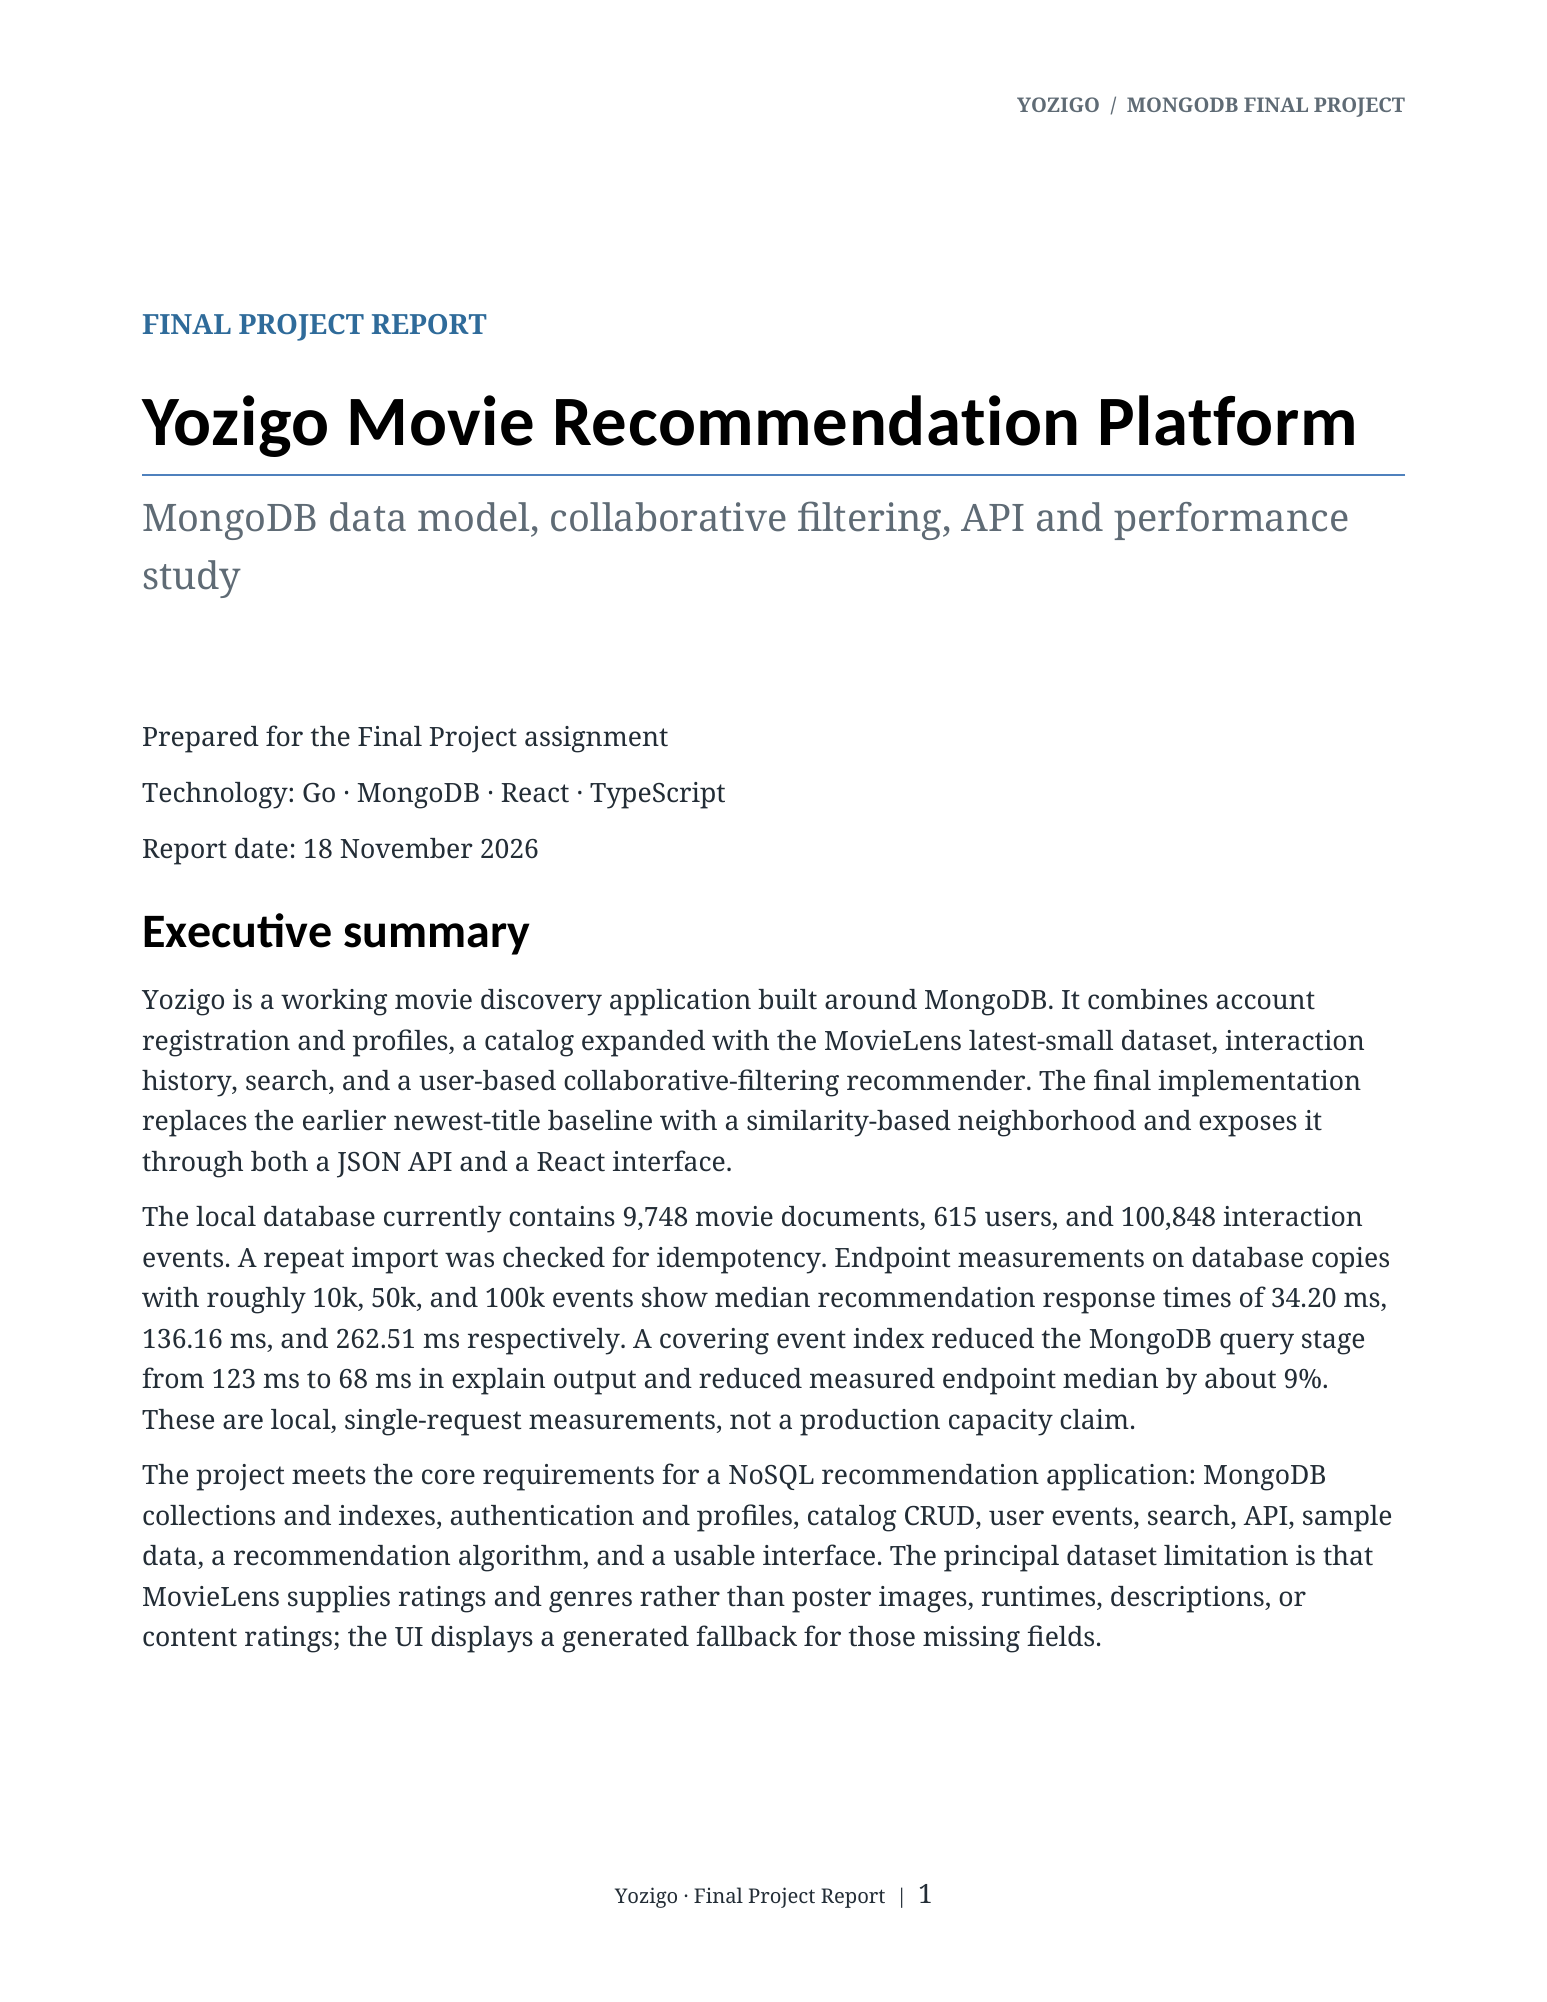 YOZIGO / MONGODB FINAL PROJECT
FINAL PROJECT REPORT
Yozigo Movie Recommendation Platform
MongoDB data model, collaborative filtering, API and performance
study
Prepared for the Final Project assignment
Technology: Go · MongoDB · React · TypeScript
Report date: 18 November 2026
Executive summary
Yozigo is a working movie discovery application built around MongoDB. It combines account
registration and profiles, a catalog expanded with the MovieLens latest-small dataset, interaction
history, search, and a user-based collaborative-filtering recommender. The final implementation
replaces the earlier newest-title baseline with a similarity-based neighborhood and exposes it
through both a JSON API and a React interface.
The local database currently contains 9,748 movie documents, 615 users, and 100,848 interaction
events. A repeat import was checked for idempotency. Endpoint measurements on database copies
with roughly 10k, 50k, and 100k events show median recommendation response times of 34.20 ms,
136.16 ms, and 262.51 ms respectively. A covering event index reduced the MongoDB query stage
from 123 ms to 68 ms in explain output and reduced measured endpoint median by about 9%.
These are local, single-request measurements, not a production capacity claim.
The project meets the core requirements for a NoSQL recommendation application: MongoDB
collections and indexes, authentication and profiles, catalog CRUD, user events, search, API, sample
data, a recommendation algorithm, and a usable interface. The principal dataset limitation is that
MovieLens supplies ratings and genres rather than poster images, runtimes, descriptions, or
content ratings; the UI displays a generated fallback for those missing fields.
Yozigo · Final Project Report | 1